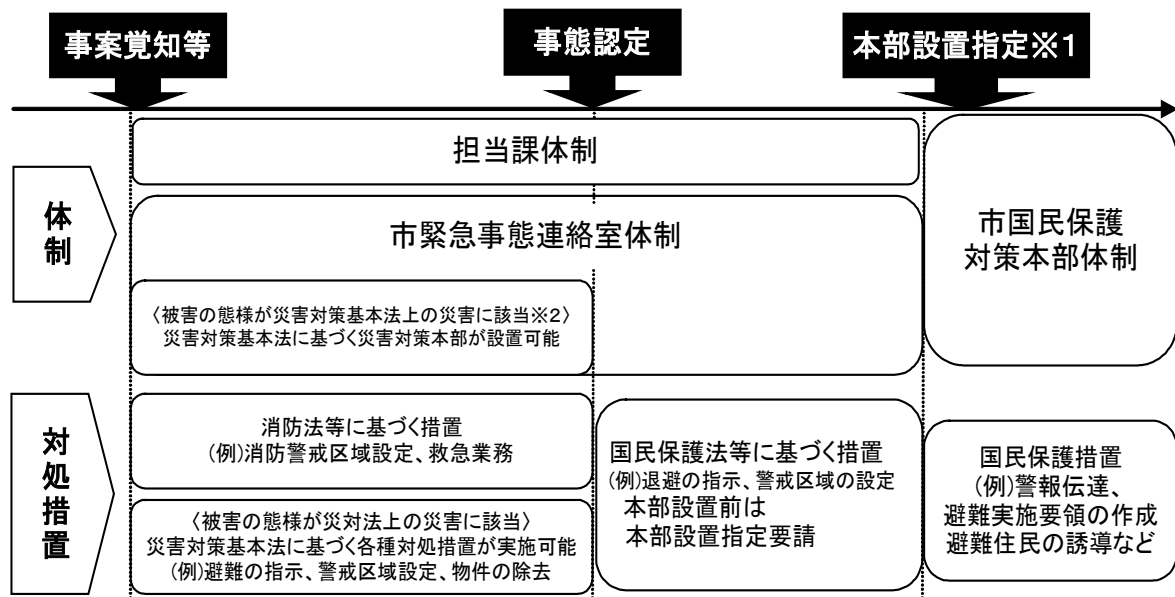 事案覚知等
事態認定
本部設置指定※1
体制
担当課体制
市緊急事態連絡室体制
〈被害の態様が災害対策基本法上の災害に該当※2〉
災害対策基本法に基づく災害対策本部が設置可能
市国民保護
対策本部体制
対処措置
消防法等に基づく措置
(例)消防警戒区域設定、救急業務
〈被害の態様が災対法上の災害に該当〉
災害対策基本法に基づく各種対処措置が実施可能
(例)避難の指示、警戒区域設定、物件の除去
国民保護法等に基づく措置
(例)退避の指示、警戒区域の設定
本部設置前は
本部設置指定要請
国民保護措置
(例)警報伝達、
避難実施要領の作成
避難住民の誘導など